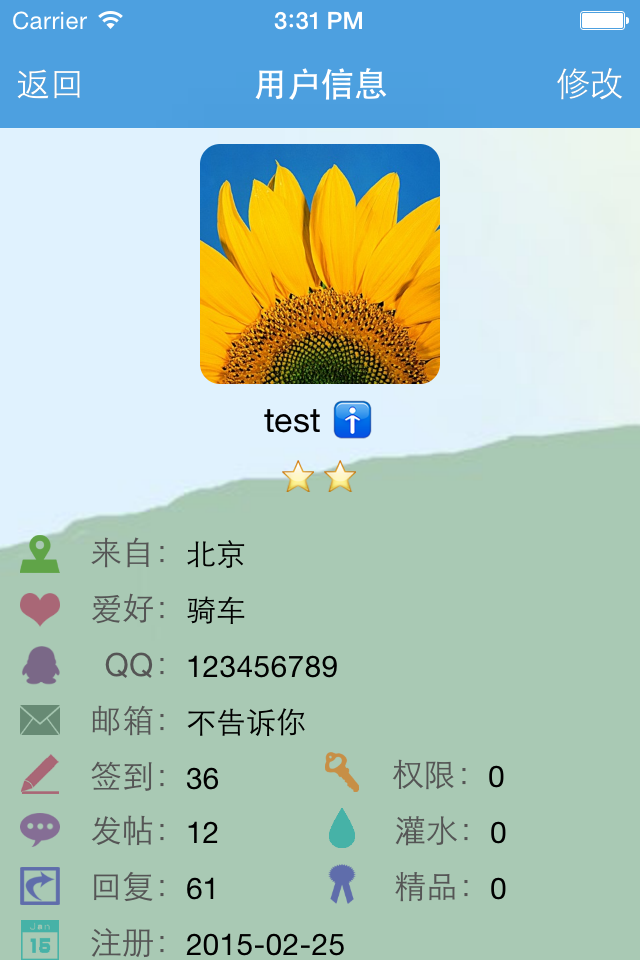 Carrier 3:31 PM
返回 用户信息 修改
test
来自： 北京
爱好： 骑车
QQ： 123456789
邮箱： 不告诉你
签到： 36 权限： 0
发帖： 12 灌水： 0
回复： 61 精品： 0
Jan
15 注册： 2015-02-25